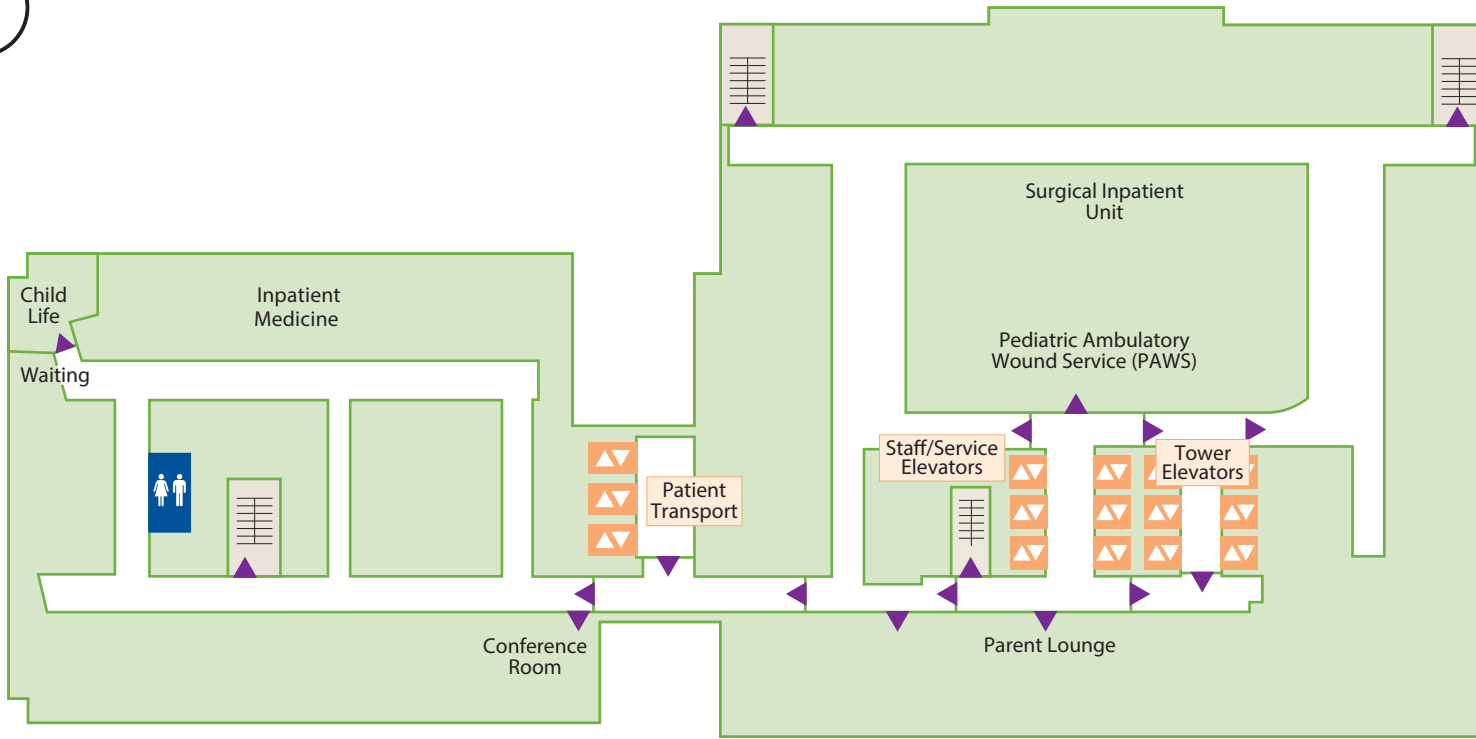 Surgical Inpatient
Unit
Child
Life
Inpatient
Medicine
Pediatric Ambulatory
Wound Service (PAWS)
Waiting
Staff/Service
Elevators
Tower
Elevators
Patient
Transport
Conference
Room
Parent Lounge